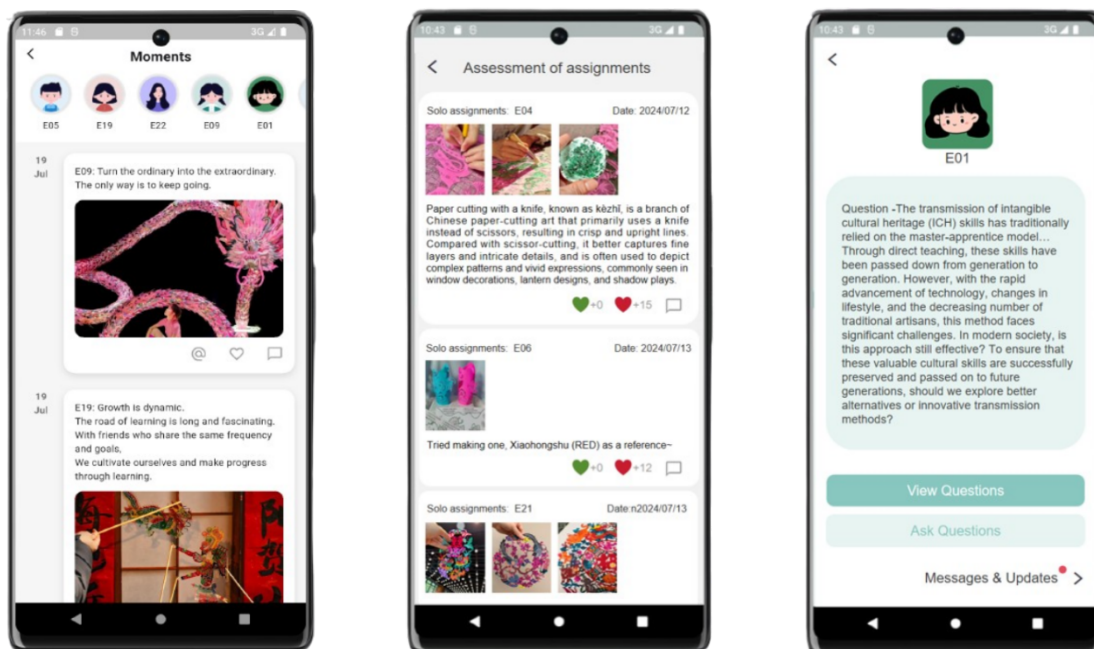 11:46
3G
Moments
E05
E19
E22
E09
E01
19
Jul
E09: Turn the ordinary into the extraordinary.
The only way is to keep going.
19
Jul
E19: Growth is dynamic.
The road of learning is long and fascinating.
With friends who share the same frequency
and goals,
We cultivate ourselves and make progress
through learning.
10:43
3G
Assessment of assignments
Solo assignments: E04
Date: 2024/07/12
Paper cutting with a knife, known as kèzhǐ, is a branch of
Chinese paper-cutting art that primarily uses a knife
instead of scissors, resulting in crisp and upright lines.
Compared with scissor-cutting, it better captures fine
layers and intricate details, and is often used to depict
complex patterns and vivid expressions, commonly seen in
window decorations, lantern designs, and shadow plays.
+0
+15
Solo assignments: E06
Date: 2024/07/13
Tried making one, Xiaohongshu (RED) as a reference~
+0
+12
Solo assignments: E21
Date:n2024/07/13
10:43
3G
E01
Question -The transmission of intangible
cultural heritage (ICH) skills has traditionally
relied on the master-apprentice model…
Through direct teaching, these skills have
been passed down from generation to
generation. However, with the rapid
advancement of technology, changes in
lifestyle, and the decreasing number of
traditional artisans, this method faces
significant challenges. In modern society, is
this approach still effective? To ensure that
these valuable cultural skills are successfully
preserved and passed on to future
generations, should we explore better
alternatives or innovative transmission
methods?
View Questions
Ask Questions
Messages & Updates